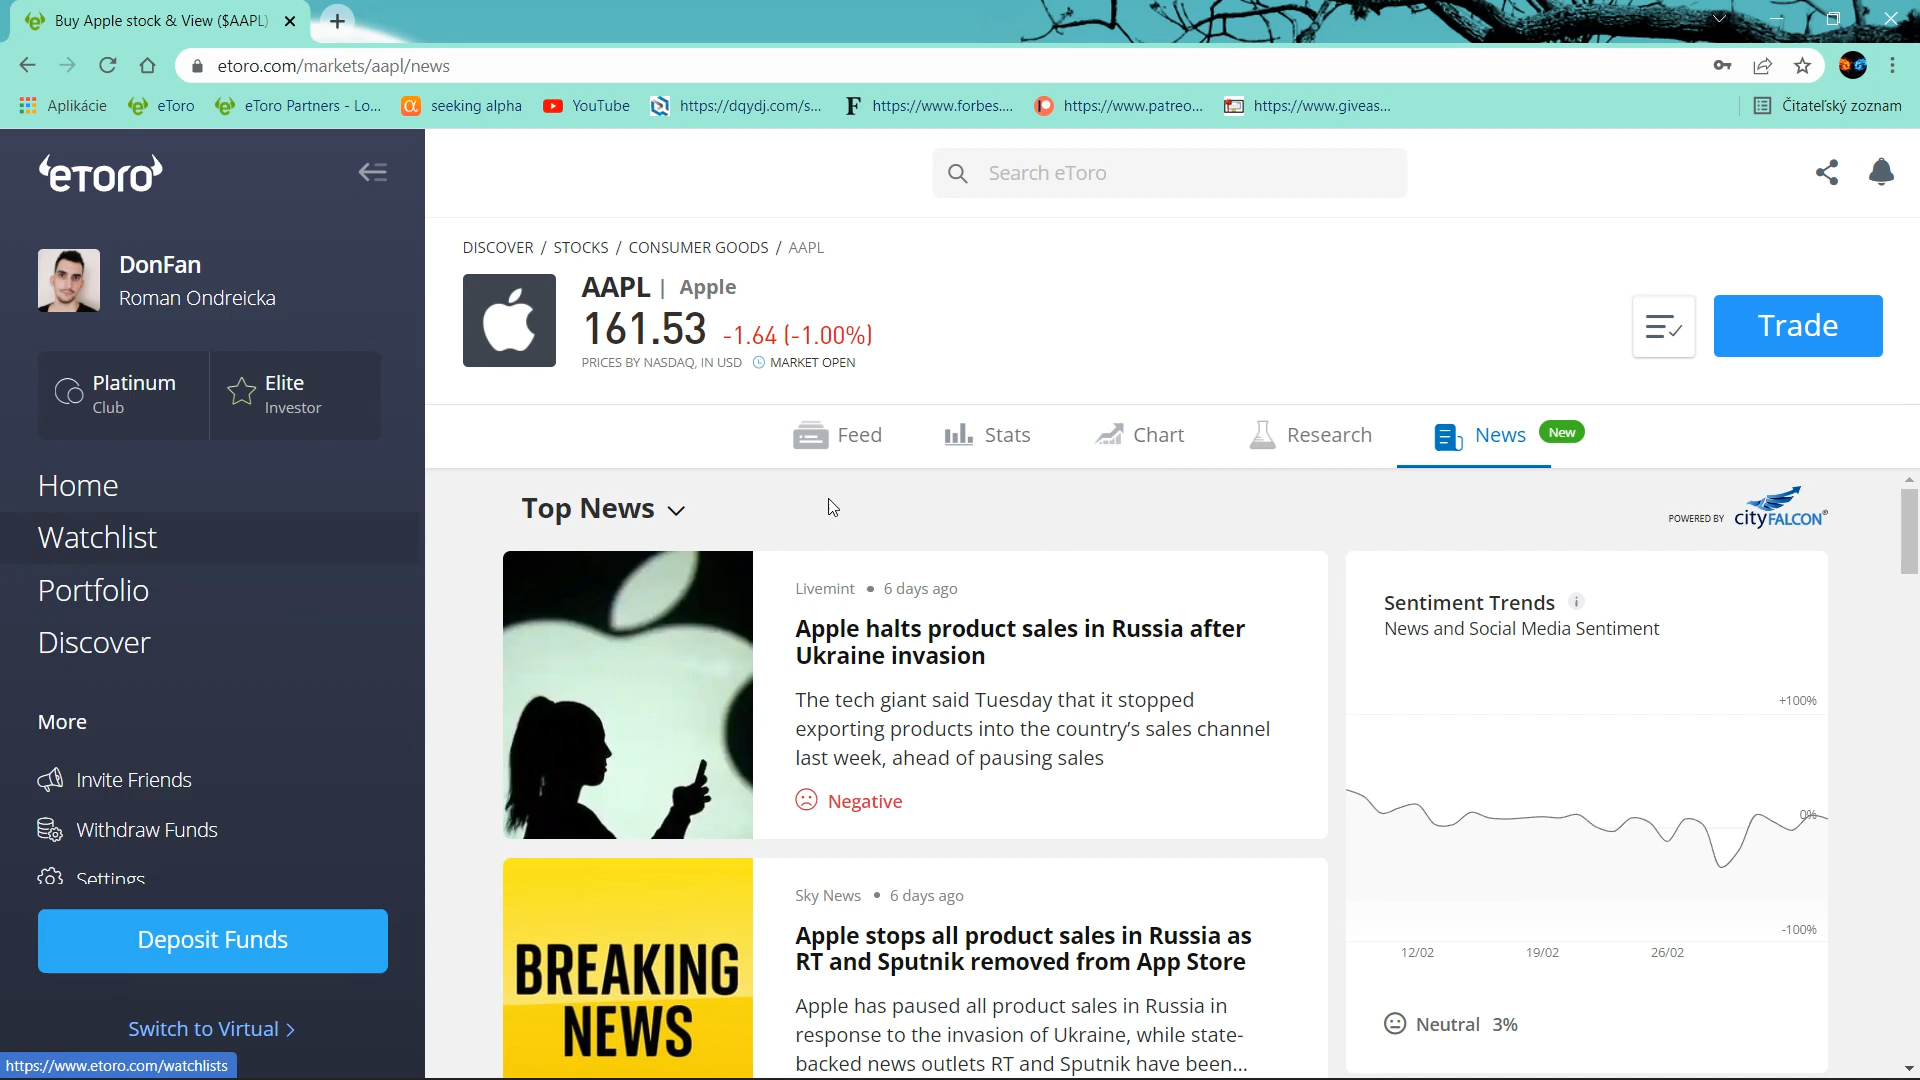 Buy Apple stock & View ($AAPL)
etoro.com/markets/aapl/news
Aplikácie
eToro
eToro Partners - Lo...
seeking alpha
YouTube
https://dqydj.com/s...
https://www.forbes....
https://www.patreo...
https://www.giveas...
Čitateľský zoznam
eToro
Search eToro
DonFan
Roman Ondreicka
Platinum
Club
Elite
Investor
Home
Watchlist
Portfolio
Discover
More
Invite Friends
Withdraw Funds
Settings
Deposit Funds
Switch to Virtual >
https://www.etoro.com/watchlists
DISCOVER / STOCKS / CONSUMER GOODS / AAPL
AAPL | Apple
161.53 -1.64 (-1.00%)
PRICES BY NASDAQ, IN USD MARKET OPEN
Trade
Feed
Stats
Chart
Research
News
New
Top News
POWERED BY cityFALCON®
Livemint • 6 days ago
Apple halts product sales in Russia after
Ukraine invasion
The tech giant said Tuesday that it stopped
exporting products into the country's sales channel
last week, ahead of pausing sales
Negative
BREAKING
NEWS
Sky News • 6 days ago
Apple stops all product sales in Russia as
RT and Sputnik removed from App Store
Apple has paused all product sales in Russia in
response to the invasion of Ukraine, while state-
backed news outlets RT and Sputnik have been...
Sentiment Trends
News and Social Media Sentiment
+100%
0%
-100%
12/02
19/02
26/02
Neutral 3%